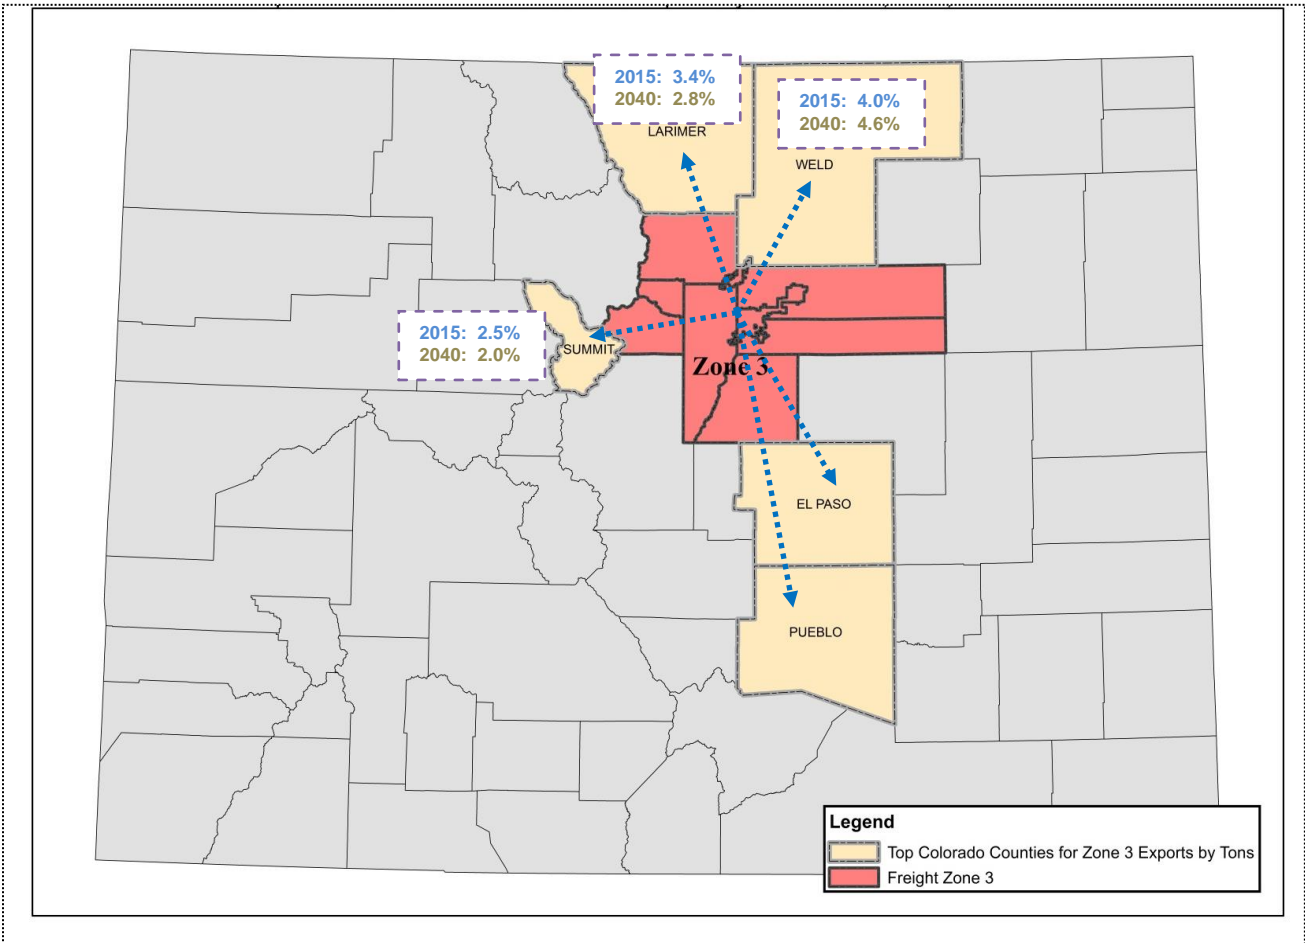 2015: 3.4%
2040: 2.8%
LARIMER
2015: 4.0%
2040: 4.6%
WELD
2015: 2.5%
2040: 2.0%
SUMMIT
Zone 3
EL PASO
PUEBLO
Legend
Top Colorado Counties for Zone 3 Exports by Tons
Freight Zone 3